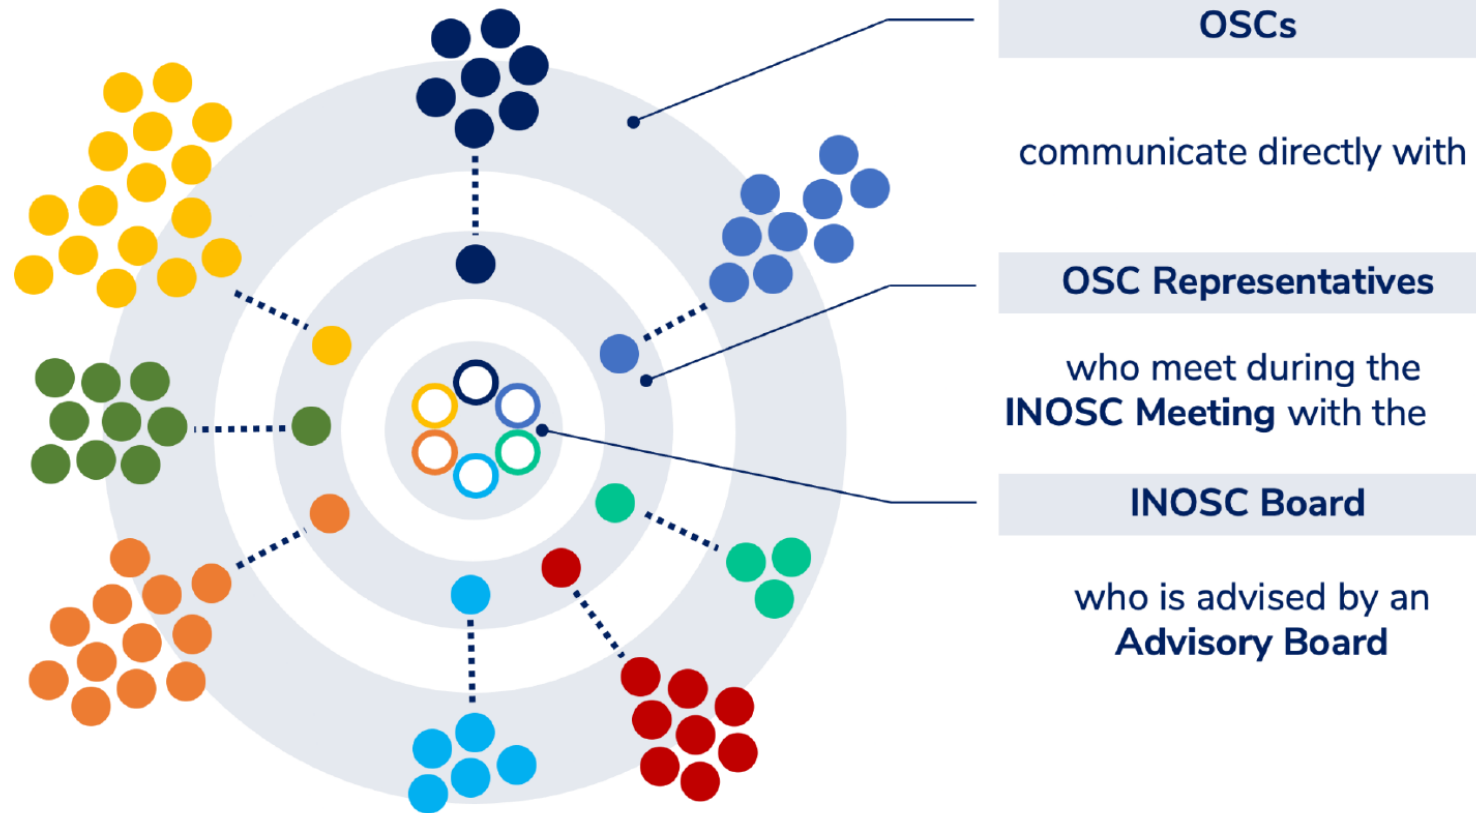 OSCs
communicate directly with
OSC Representatives
who meet during the
INOSC Meeting with the
INOSC Board
who is advised by an
Advisory Board